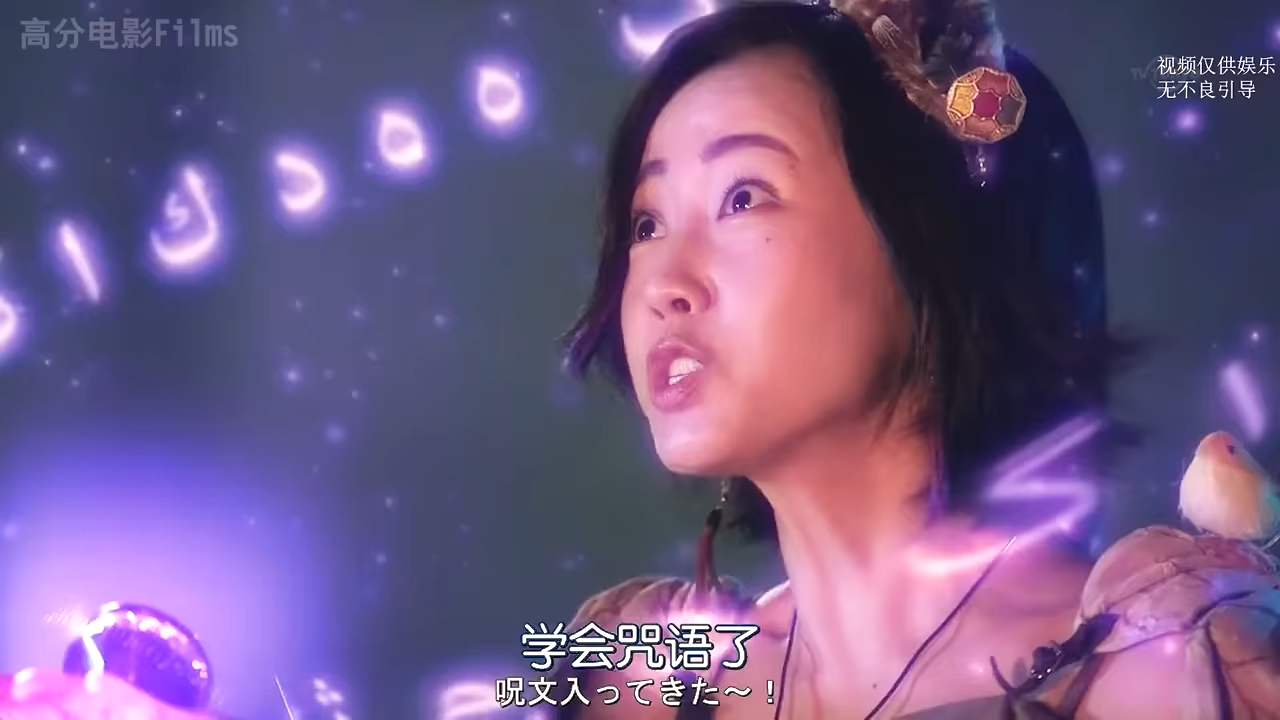 高分电影Films
视频仅供娱乐
无不良引导
学会咒语了
呪文入ってきた～！